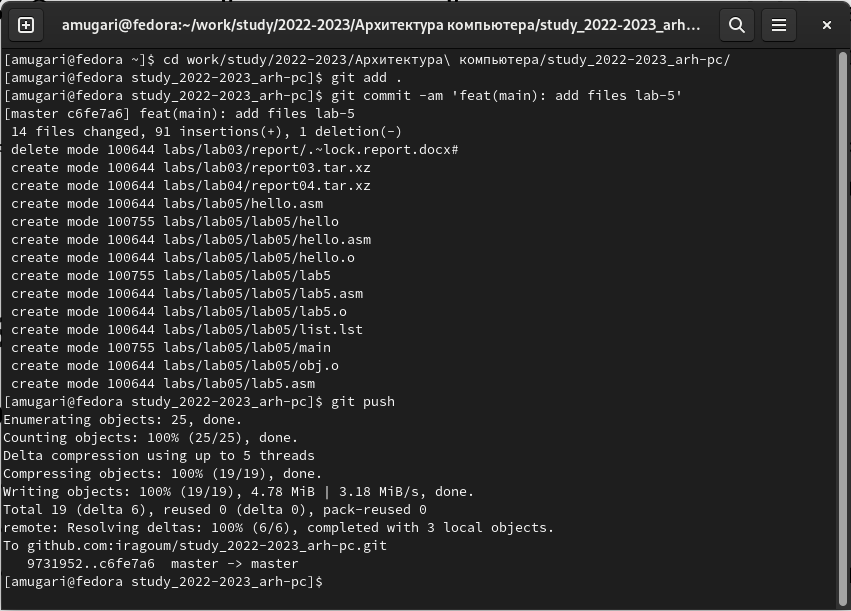 amugari@fedora:~/work/study/2022-2023/Архитектура компьютера/study_2022-2023_arh...
[amugari@fedora ~]$ cd work/study/2022-2023/Архитектура\ компьютера/study_2022-2023_arh-pc/
[amugari@fedora study_2022-2023_arh-pc]$ git add .
[amugari@fedora study_2022-2023_arh-pc]$ git commit -am 'feat(main): add files lab-5'
[master c6fe7a6] feat(main): add files lab-5
 14 files changed, 91 insertions(+), 1 deletion(-)
 delete mode 100644 labs/lab03/report/.~lock.report.docx#
 create mode 100644 labs/lab03/report03.tar.xz
 create mode 100644 labs/lab04/report04.tar.xz
 create mode 100644 labs/lab05/hello.asm
 create mode 100755 labs/lab05/lab05/hello
 create mode 100644 labs/lab05/lab05/hello.asm
 create mode 100644 labs/lab05/lab05/hello.o
 create mode 100755 labs/lab05/lab05/lab5
 create mode 100644 labs/lab05/lab05/lab5.asm
 create mode 100644 labs/lab05/lab05/lab5.o
 create mode 100644 labs/lab05/lab05/list.lst
 create mode 100755 labs/lab05/lab05/main
 create mode 100644 labs/lab05/lab05/obj.o
 create mode 100644 labs/lab05/lab5.asm
[amugari@fedora study_2022-2023_arh-pc]$ git push
Enumerating objects: 25, done.
Counting objects: 100% (25/25), done.
Delta compression using up to 5 threads
Compressing objects: 100% (19/19), done.
Writing objects: 100% (19/19), 4.78 MiB | 3.18 MiB/s, done.
Total 19 (delta 6), reused 0 (delta 0), pack-reused 0
remote: Resolving deltas: 100% (6/6), completed with 3 local objects.
To github.com:iragoum/study_2022-2023_arh-pc.git
   9731952..c6fe7a6  master -> master
[amugari@fedora study_2022-2023_arh-pc]$